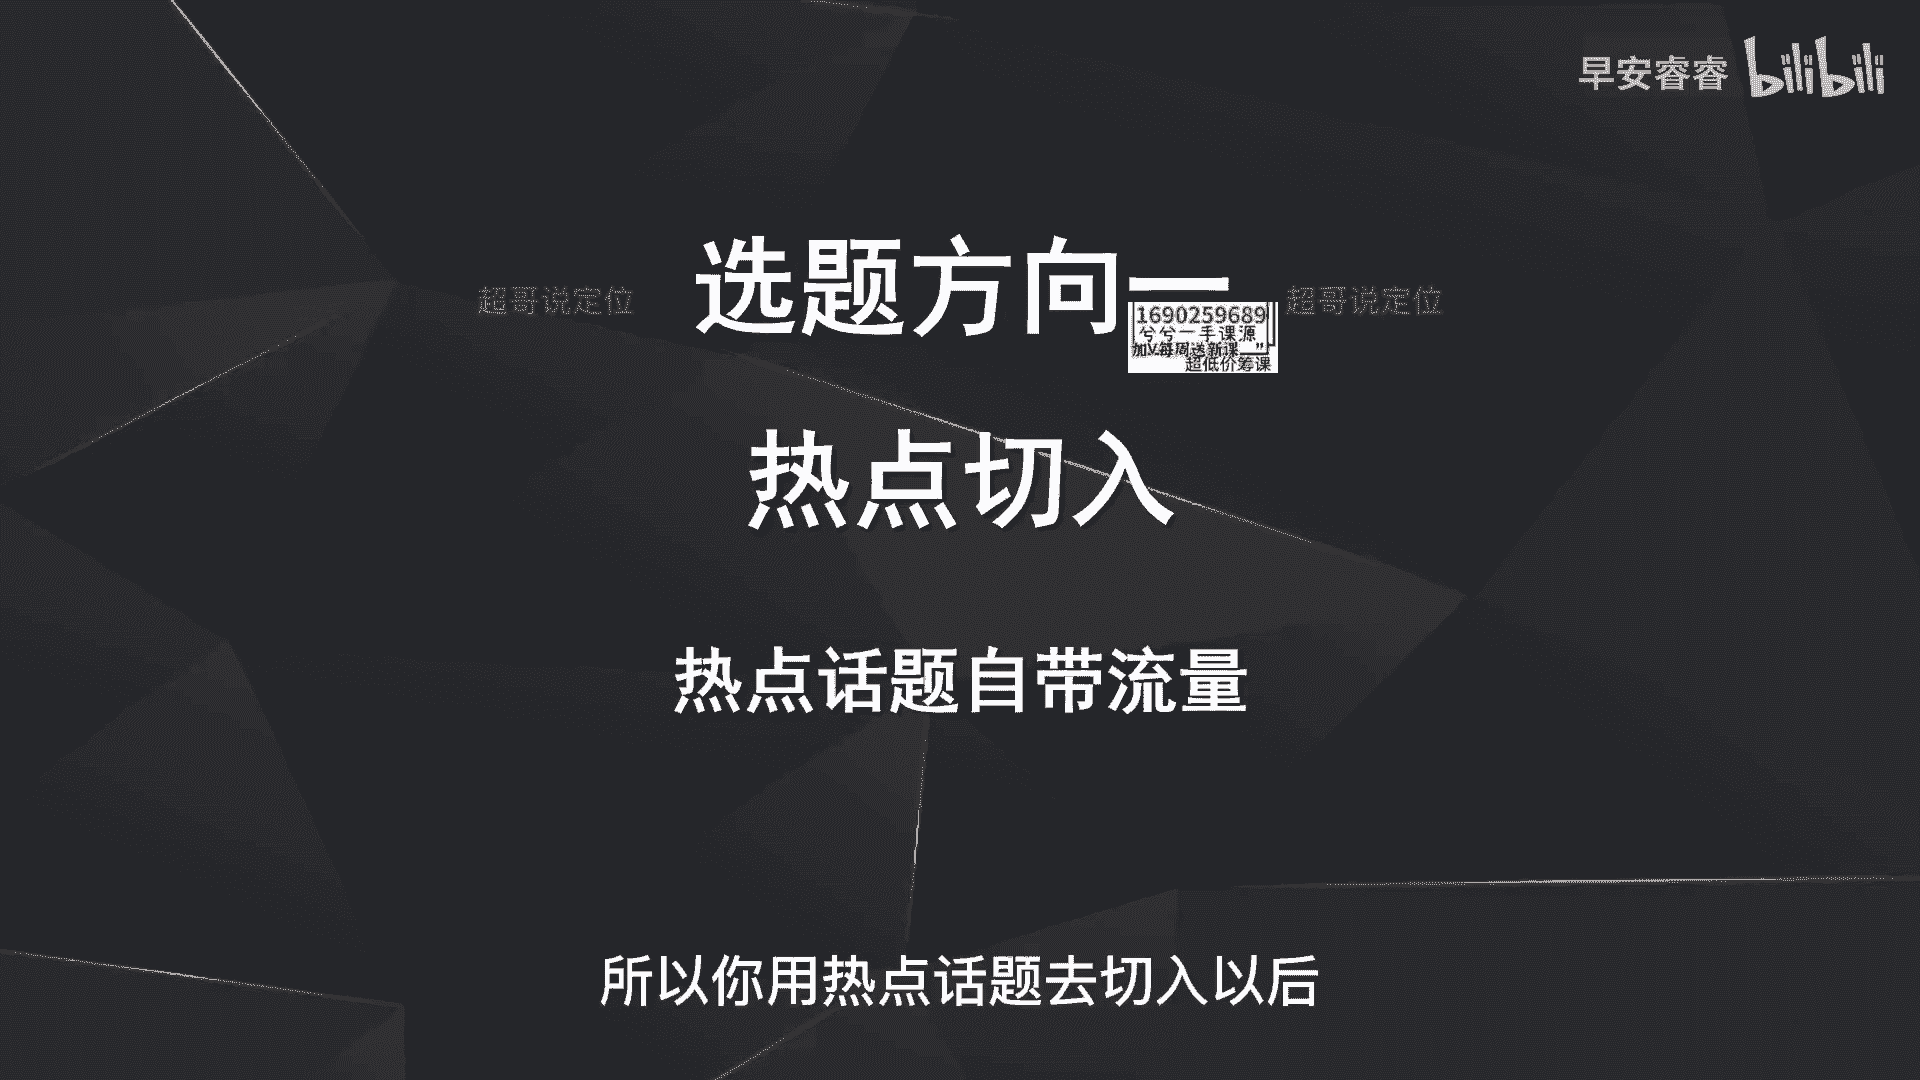 早安睿睿 bilibili
选题方向一
超哥说定位
超哥说定位
1690259689
兮兮一手课源
加V每周送新课
超低价筹课
热点切入
热点话题自带流量
所以你用热点话题去切入以后